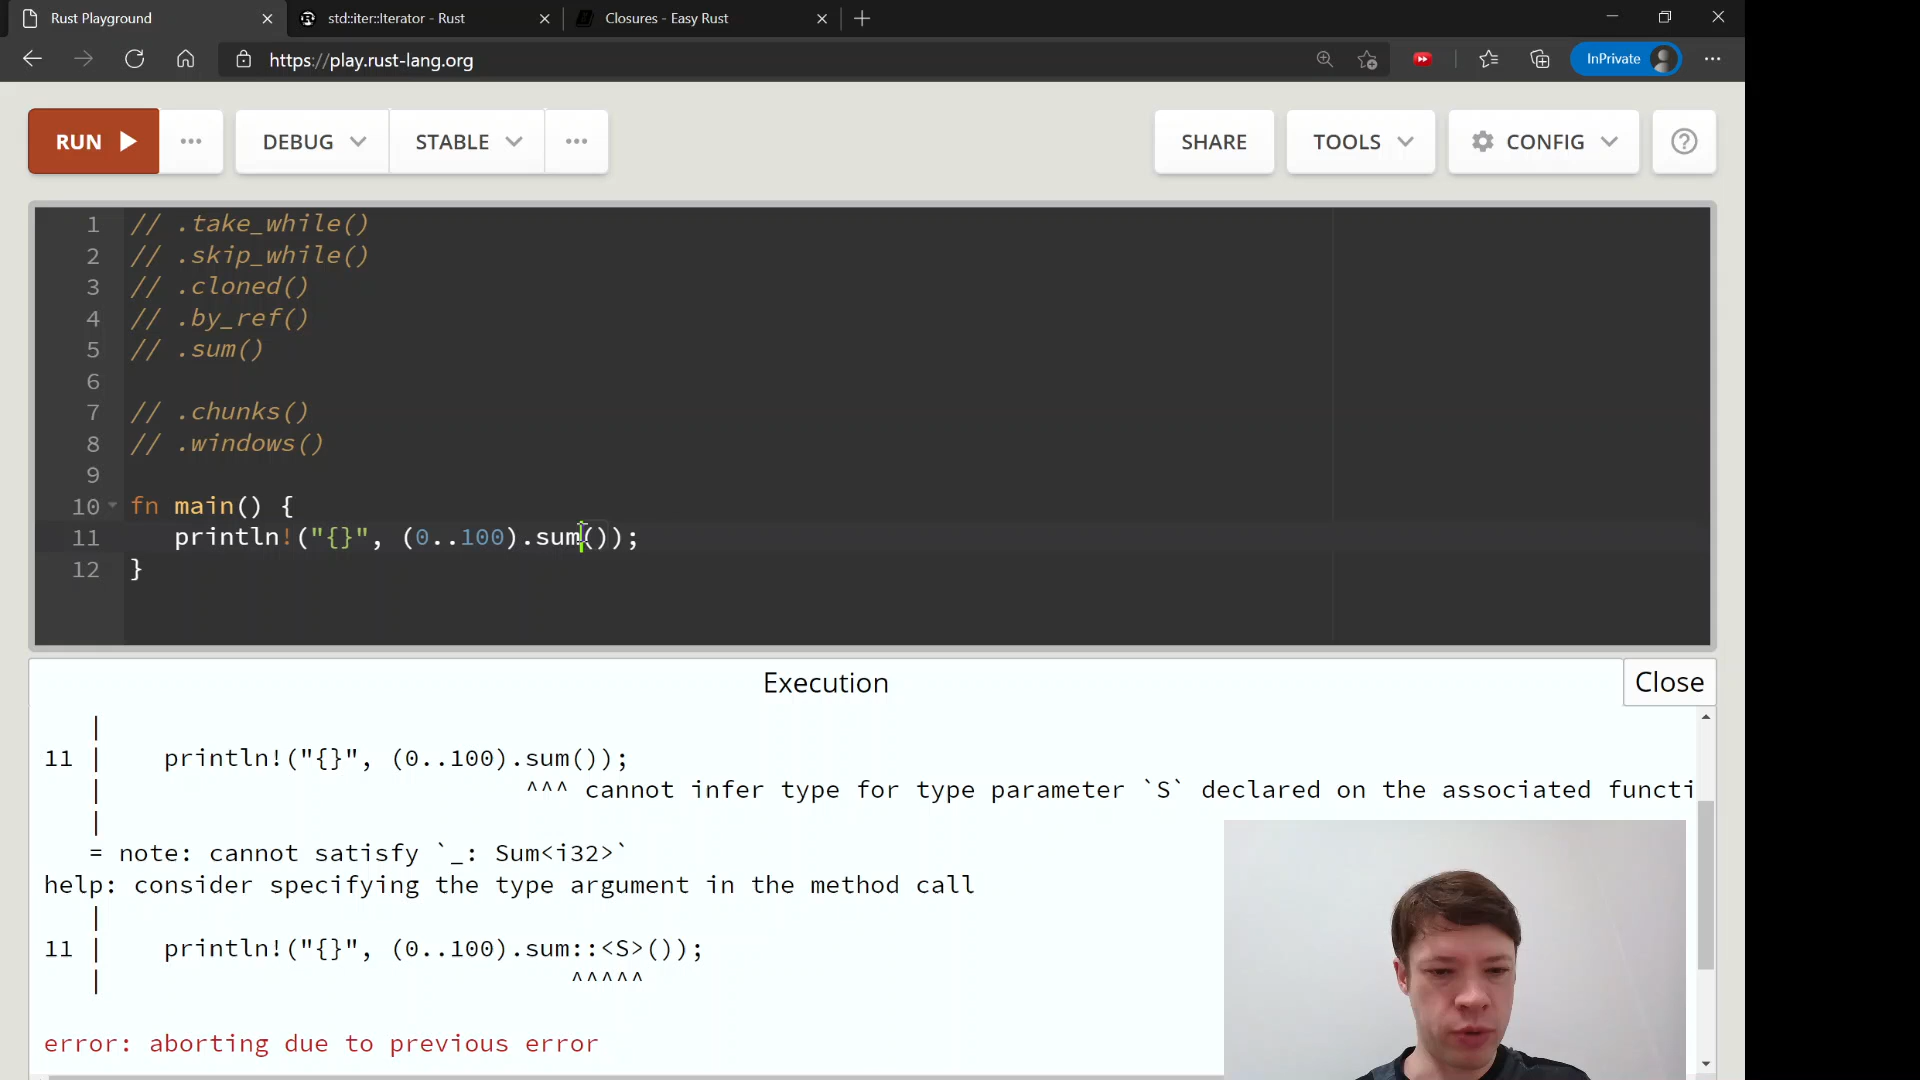 Rust Playground
std::iter::Iterator - Rust
Closures - Easy Rust
https://play.rust-lang.org
InPrivate
RUN
DEBUG
STABLE
SHARE
TOOLS
CONFIG
1 // .take_while()
2 // .skip_while()
3 // .cloned()
4 // .by_ref()
5 // .sum()
6
7 // .chunks()
8 // .windows()
9
10 fn main() {
11 println!("{}", (0..100).sum());
12 }
Execution
Close
|
11 | println!("{}", (0..100).sum());
| ^^^ cannot infer type for type parameter `S` declared on the associated functi
|
= note: cannot satisfy `_: Sum<i32>`
help: consider specifying the type argument in the method call
|
11 | println!("{}", (0..100).sum::<S>());
| ^^^^^
error: aborting due to previous error